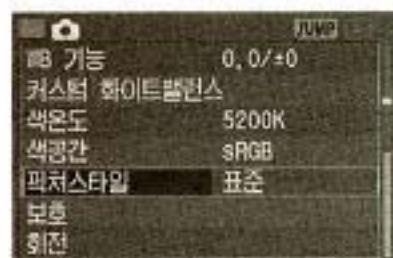 JUMP
WB 기능 0,0/±0
커스텀 화이트밸런스
색온도 5200K
색공간 sRGB
픽쳐스타일 표준
보호
회전